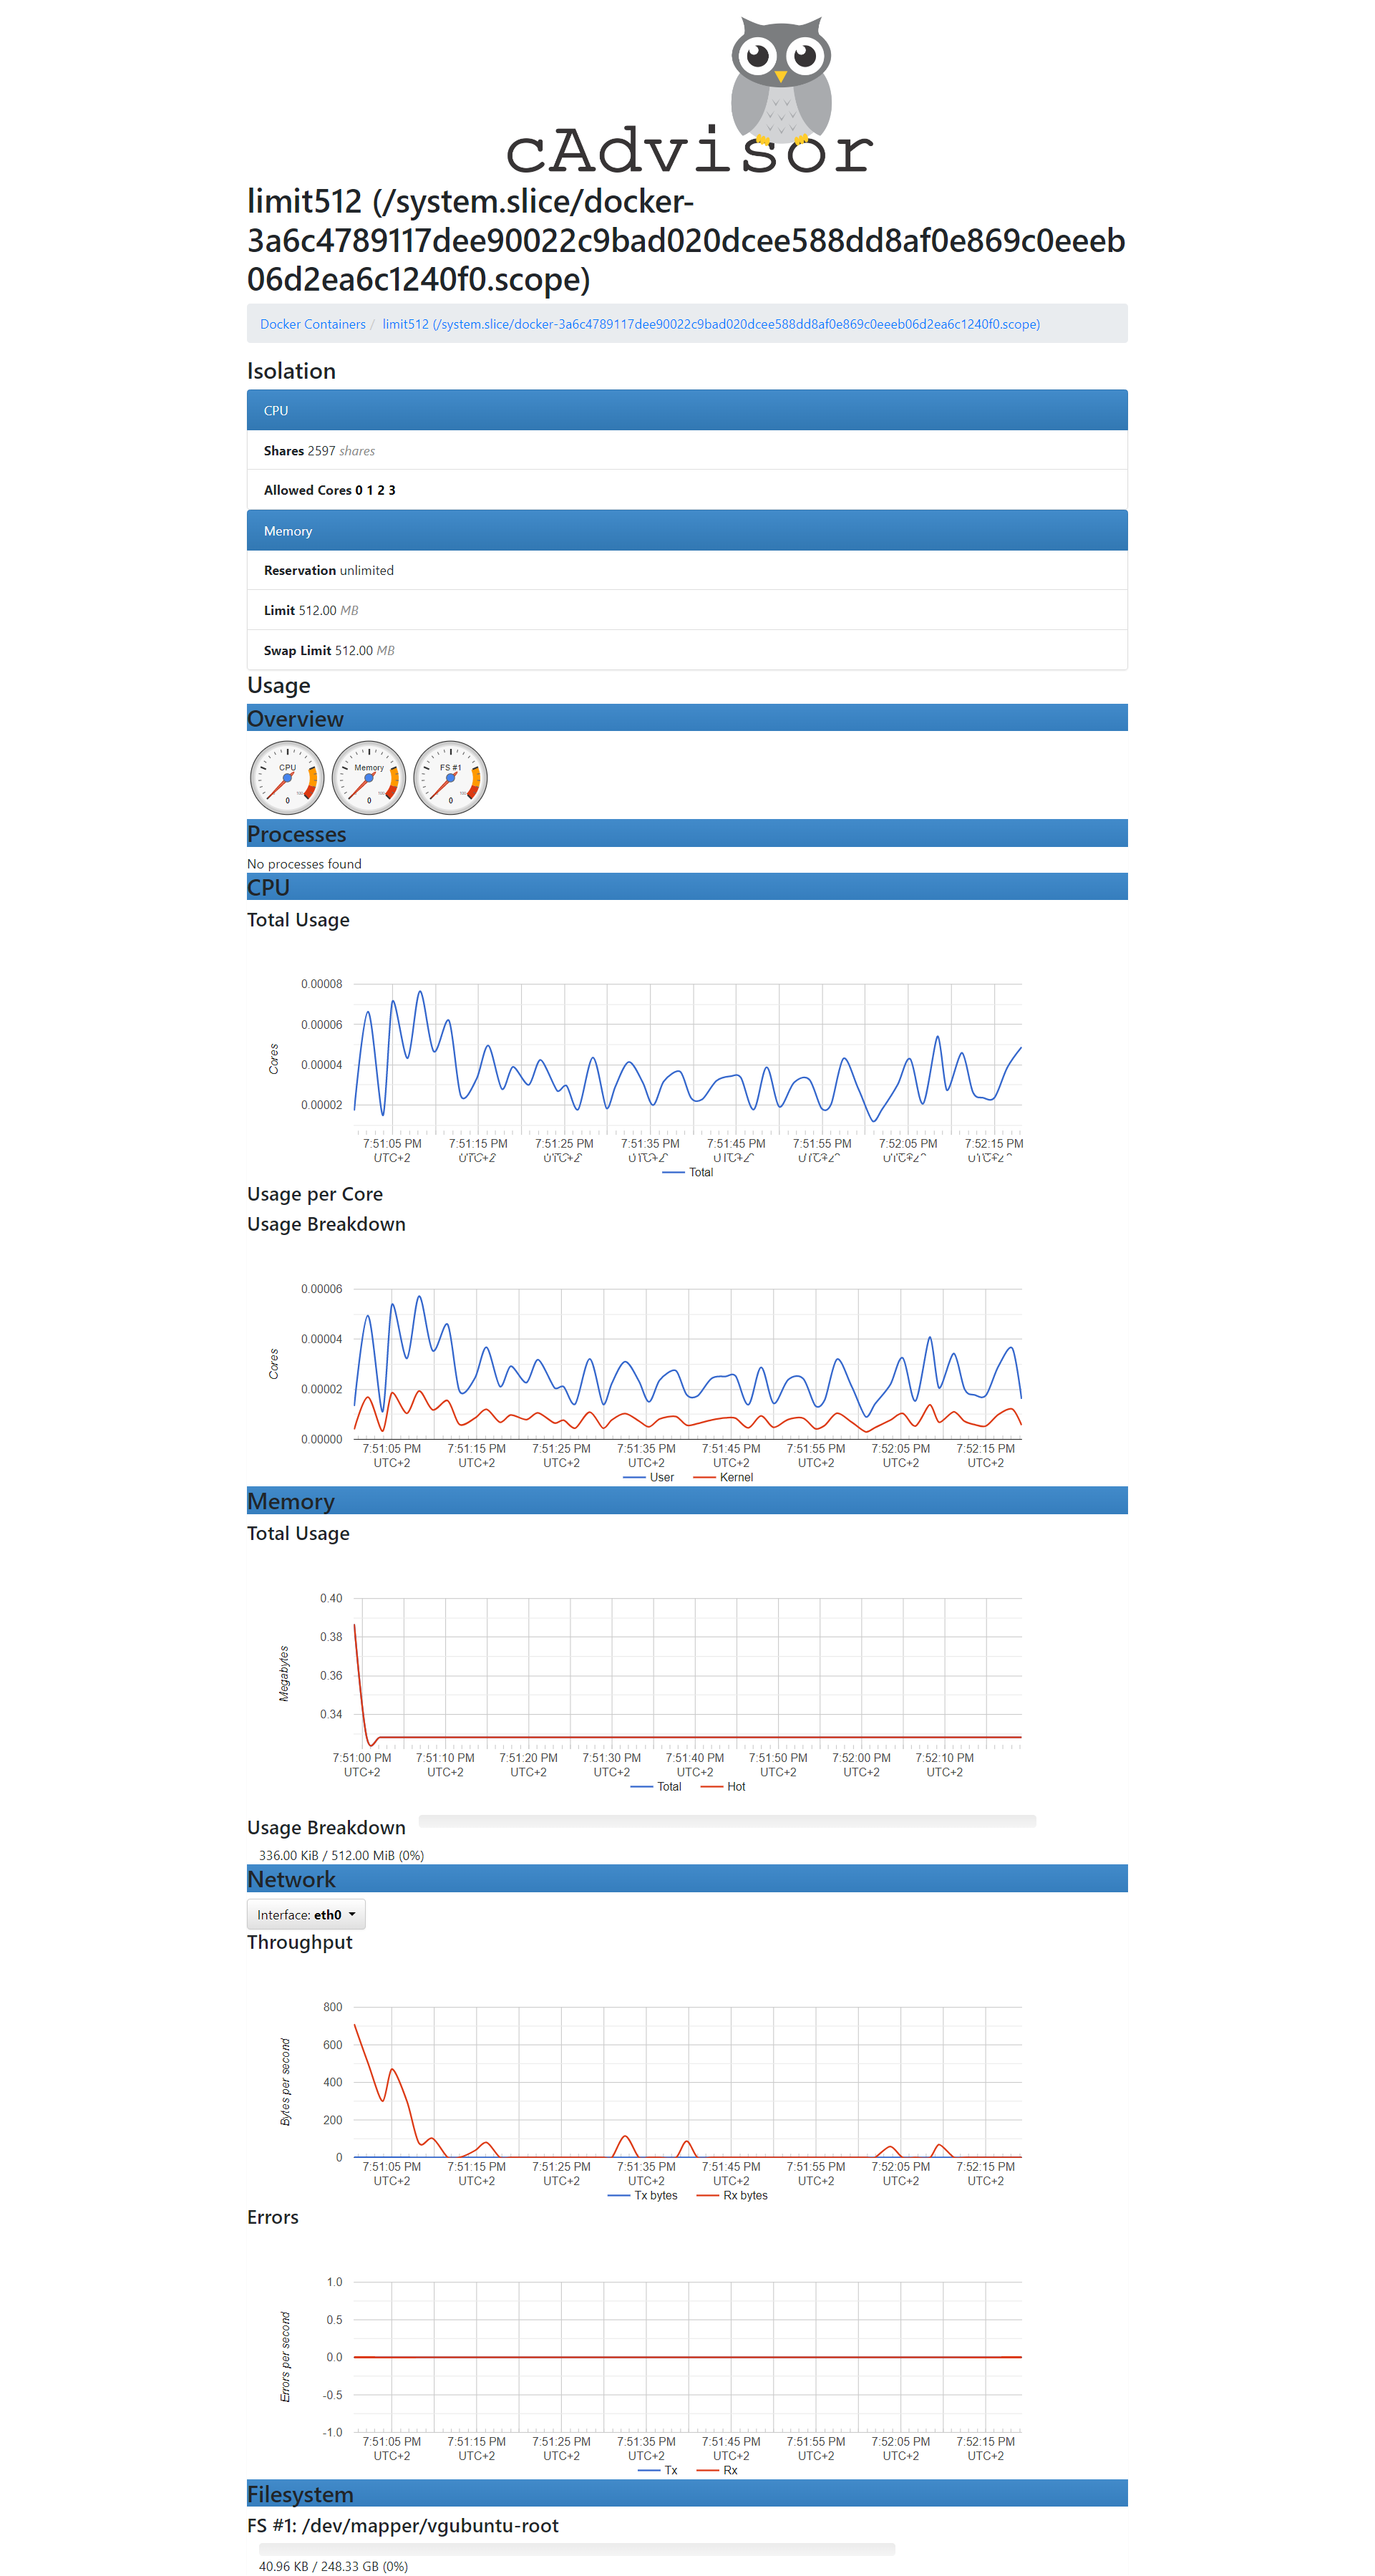 cAdvisor
limit512 (/system.slice/docker-
3a6c4789117dee90022c9bad020dcee588dd8af0e869c0eeeb
06d2ea6c1240f0.scope)
Docker Containers / limit512 (/system.slice/docker-3a6c4789117dee90022c9bad020dcee588dd8af0e869c0eeeb06d2ea6c1240f0.scope)
Isolation
CPU
Shares 2597 shares
Allowed Cores 0 1 2 3
Memory
Reservation unlimited
Limit 512.00 MB
Swap Limit 512.00 MB
Usage
Overview
CPU Memory FS #1
100 100 100
0 0 0
Processes
No processes found
CPU
Total Usage
0.00008
0.00006
0.00004
0.00002
Cores
7:51:05 PM 7:51:15 PM 7:51:25 PM 7:51:35 PM 7:51:45 PM 7:51:55 PM 7:52:05 PM 7:52:15 PM
UTC+2 UTC+2 UTC+2 UTC+2 UTC+2 UTC+2 UTC+2 UTC+2
Total
Usage per Core
Usage Breakdown
0.00006
0.00004
0.00002
0.00000
Cores
7:51:05 PM 7:51:15 PM 7:51:25 PM 7:51:35 PM 7:51:45 PM 7:51:55 PM 7:52:05 PM 7:52:15 PM
UTC+2 UTC+2 UTC+2 UTC+2 UTC+2 UTC+2 UTC+2 UTC+2
User Kernel
Memory
Total Usage
0.40
0.38
0.36
0.34
Megabytes
7:51:00 PM 7:51:10 PM 7:51:20 PM 7:51:30 PM 7:51:40 PM 7:51:50 PM 7:52:00 PM 7:52:10 PM
UTC+2 UTC+2 UTC+2 UTC+2 UTC+2 UTC+2 UTC+2 UTC+2
Total Hot
Usage Breakdown
336.00 KiB / 512.00 MiB (0%)
Network
Interface: eth0
Throughput
800
600
400
200
0
Bytes per second
7:51:05 PM 7:51:15 PM 7:51:25 PM 7:51:35 PM 7:51:45 PM 7:51:55 PM 7:52:05 PM 7:52:15 PM
UTC+2 UTC+2 UTC+2 UTC+2 UTC+2 UTC+2 UTC+2 UTC+2
Tx bytes Rx bytes
Errors
1.0
0.5
0.0
-0.5
-1.0
Errors per second
7:51:05 PM 7:51:15 PM 7:51:25 PM 7:51:35 PM 7:51:45 PM 7:51:55 PM 7:52:05 PM 7:52:15 PM
UTC+2 UTC+2 UTC+2 UTC+2 UTC+2 UTC+2 UTC+2 UTC+2
Tx Rx
Filesystem
FS #1: /dev/mapper/vgubuntu-root
40.96 KB / 248.33 GB (0%)